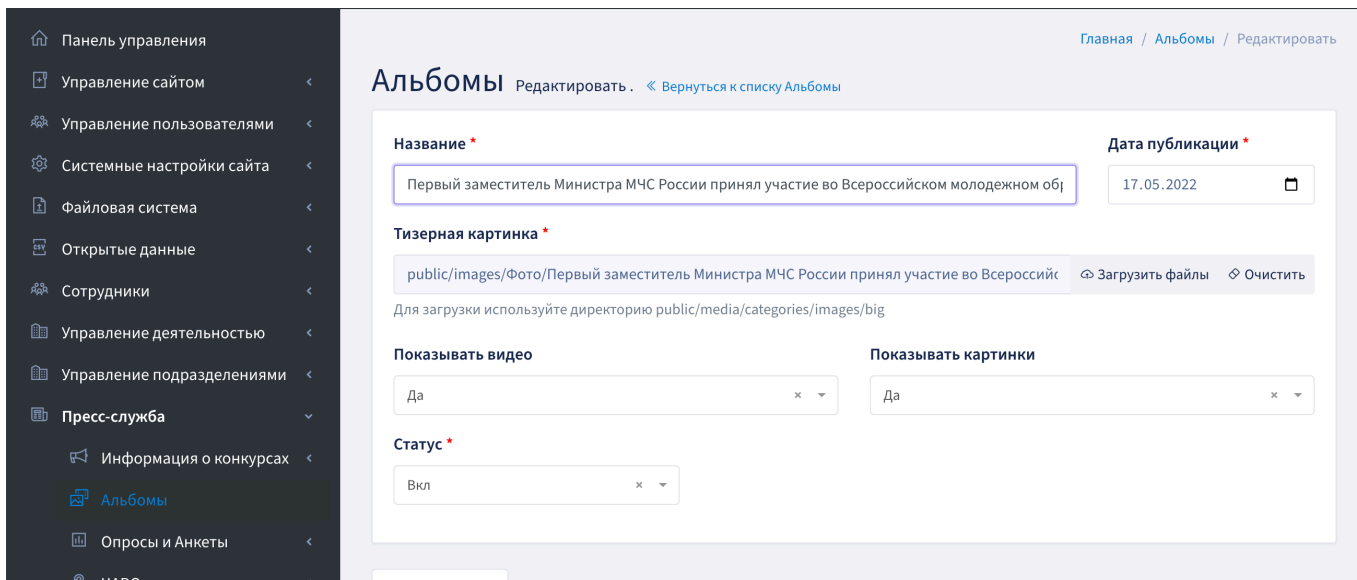 Панель управления
Управление сайтом
Управление пользователями
Системные настройки сайта
Файловая система
CSV
Открытые данные
Сотрудники
Управление деятельностью
Управление подразделениями
Пресс-служба
Информация о конкурсах
Альбомы
Опросы и Анкеты
Главная / Альбомы / Редактировать
Альбомы Редактировать. « Вернуться к списку Альбомы
Название * Дата публикации *
Первый заместитель Министра МЧС России принял участие во Всероссийском молодежном 17.05.2022
Тизерная картинка *
public/images/Фото/Первый заместитель Министра МЧС России принял участие во Всероссийс Загрузить файлы Очистить
Для загрузки используйте директорию public/media/categories/images/big
Показывать видео Показывать картинки
Да × Да ×
Статус *
Вкл ×